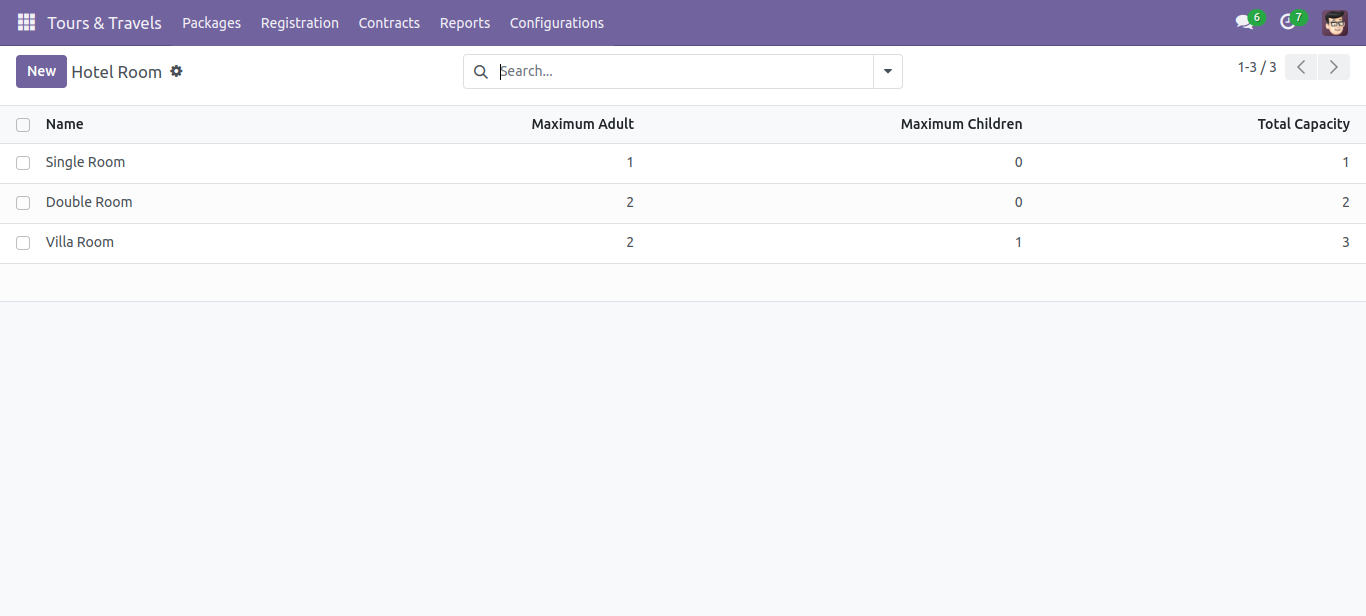 Tours & Travels Packages Registration Contracts Reports Configurations 6 7
New Hotel Room Search... 1-3 / 3
Name Maximum Adult Maximum Children Total Capacity
Single Room 1 0 1
Double Room 2 0 2
Villa Room 2 1 3